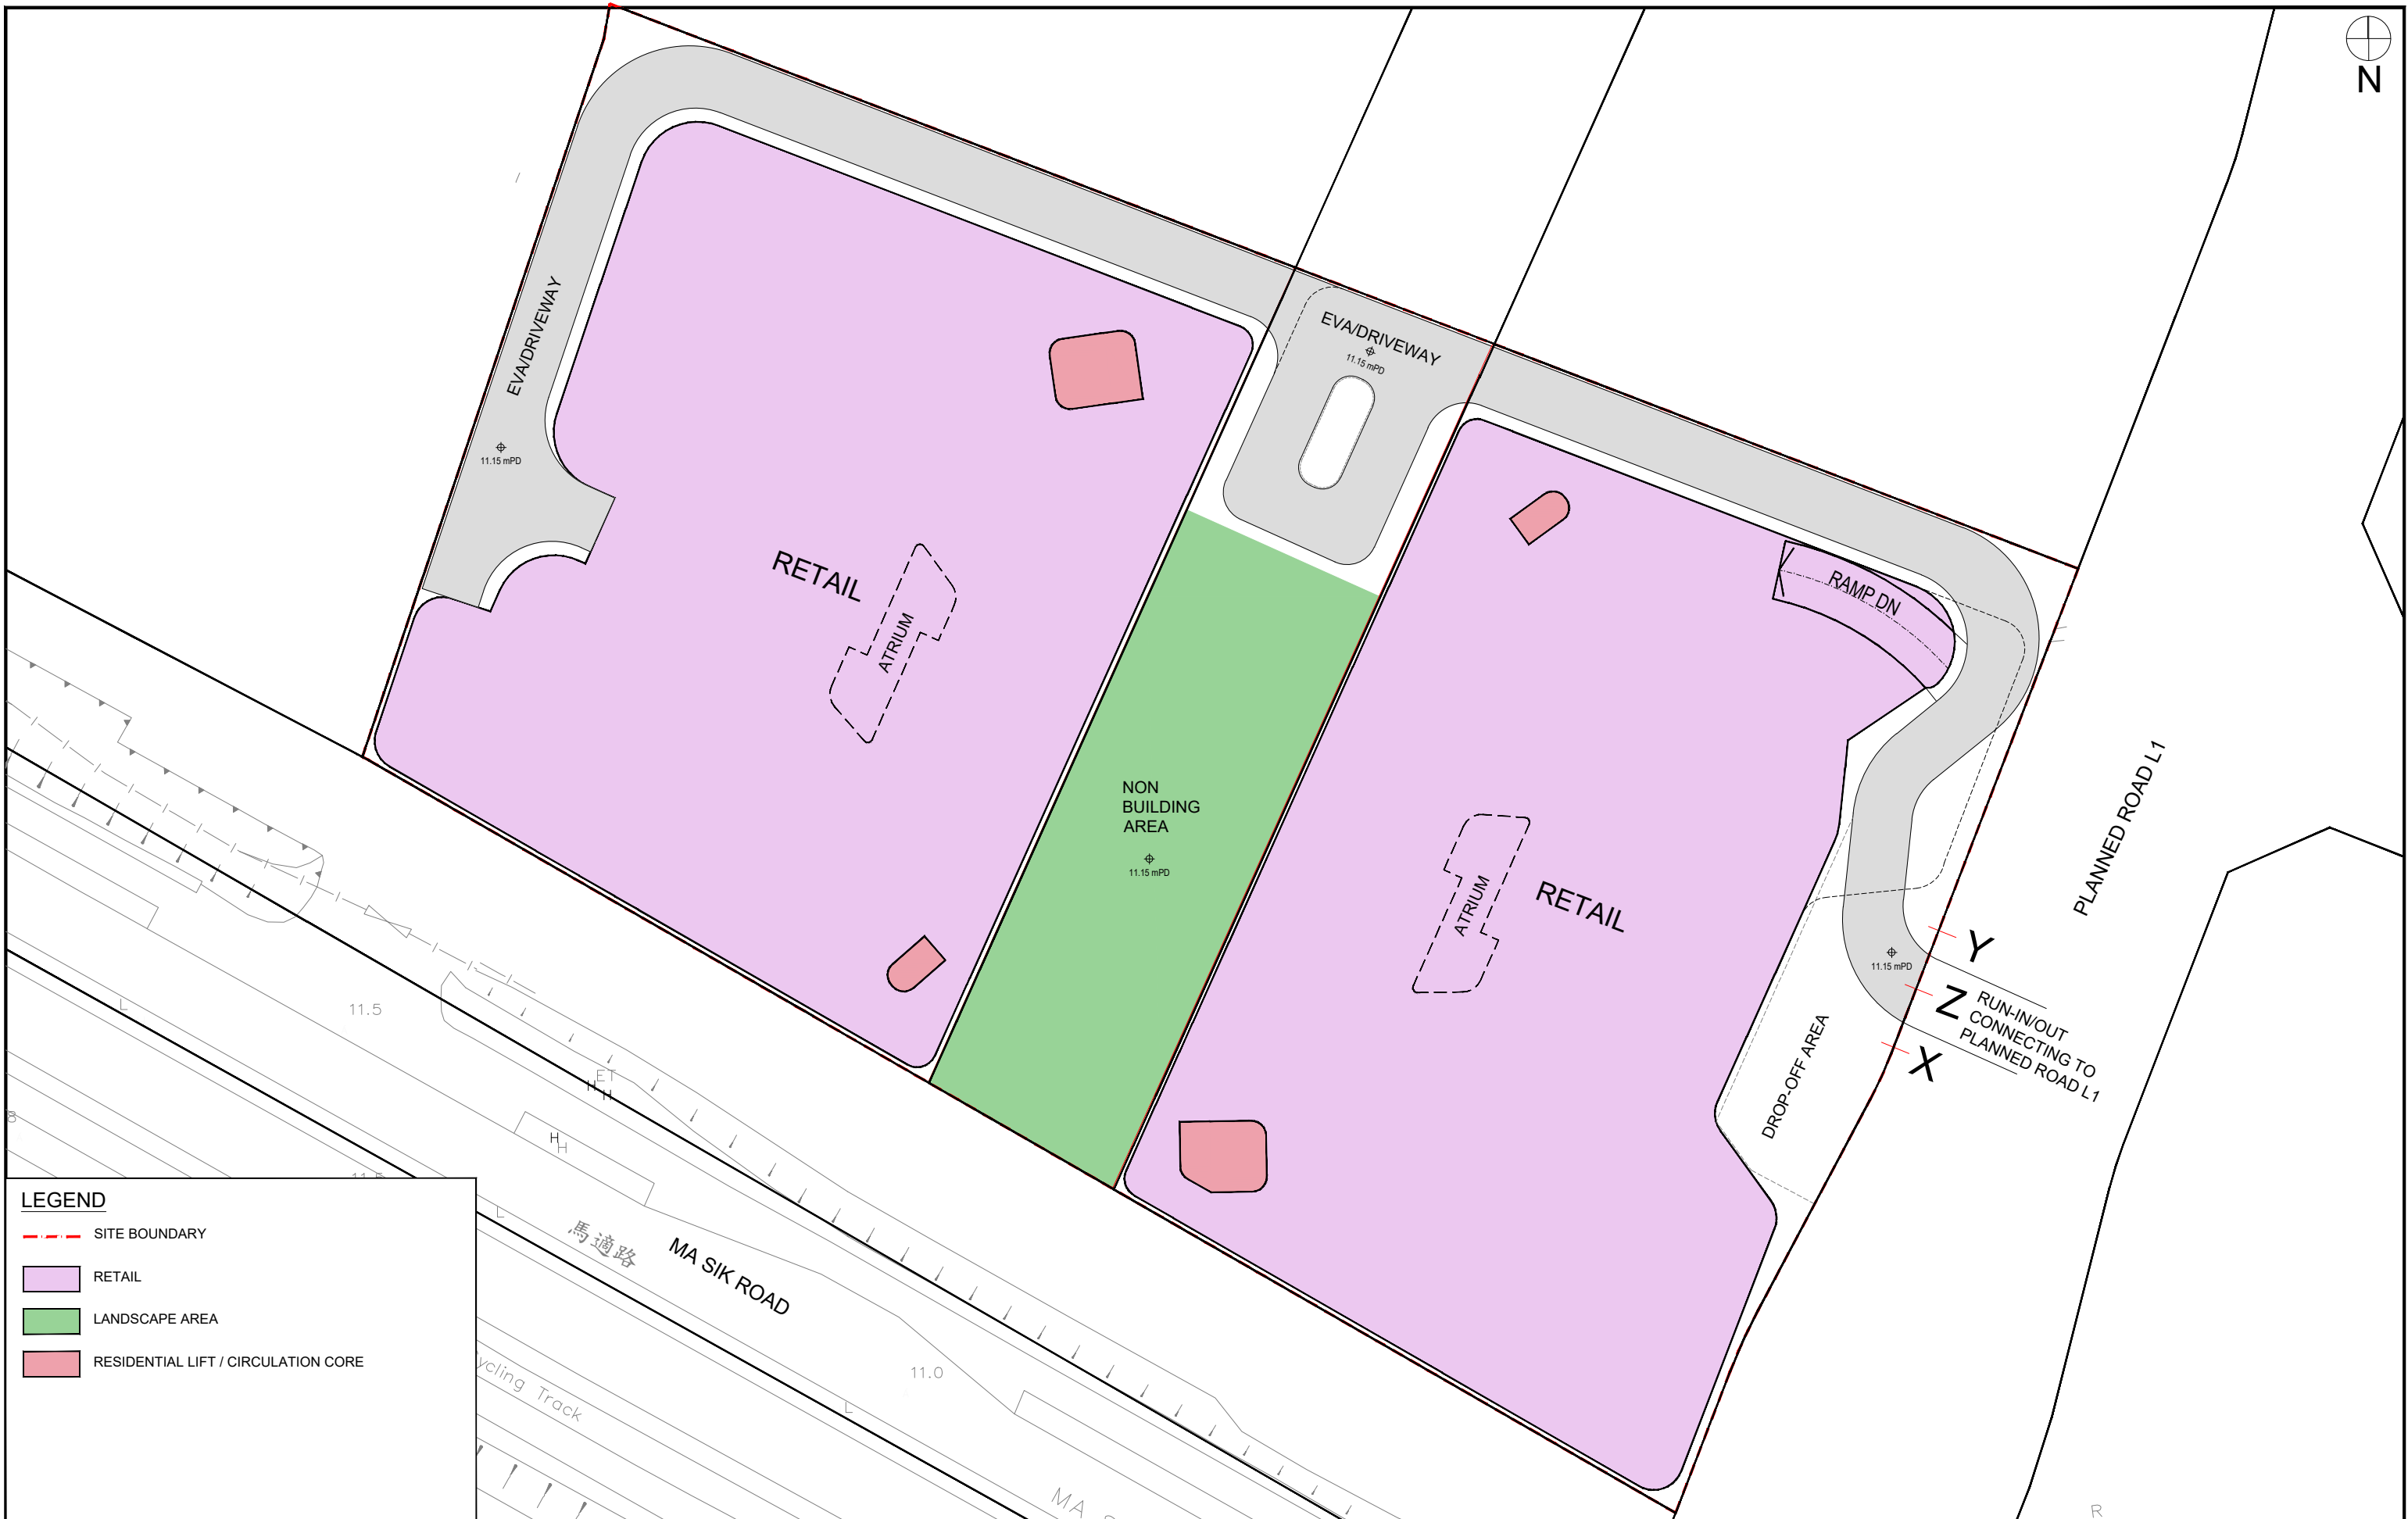 N
EVA/DRIVEWAY
11.15 mPD
EVA/DRIVEWAY
11.15 mPD
RETAIL
ATRIUM
RAMP DN
NON
BUILDING
AREA
11.15 mPD
ATRIUM
RETAIL
PLANNED ROAD L1
11.15 mPD
Y
Z
X
RUN-IN/OUT
CONNECTING TO
PLANNED ROAD L1
DROP-OFF AREA
11.5
L
ET
H
H
H
H
L
馬適路
MA SIK ROAD
11.0
L
ycling Track
MA S
R
LEGEND
SITE BOUNDARY
RETAIL
LANDSCAPE AREA
RESIDENTIAL LIFT / CIRCULATION CORE